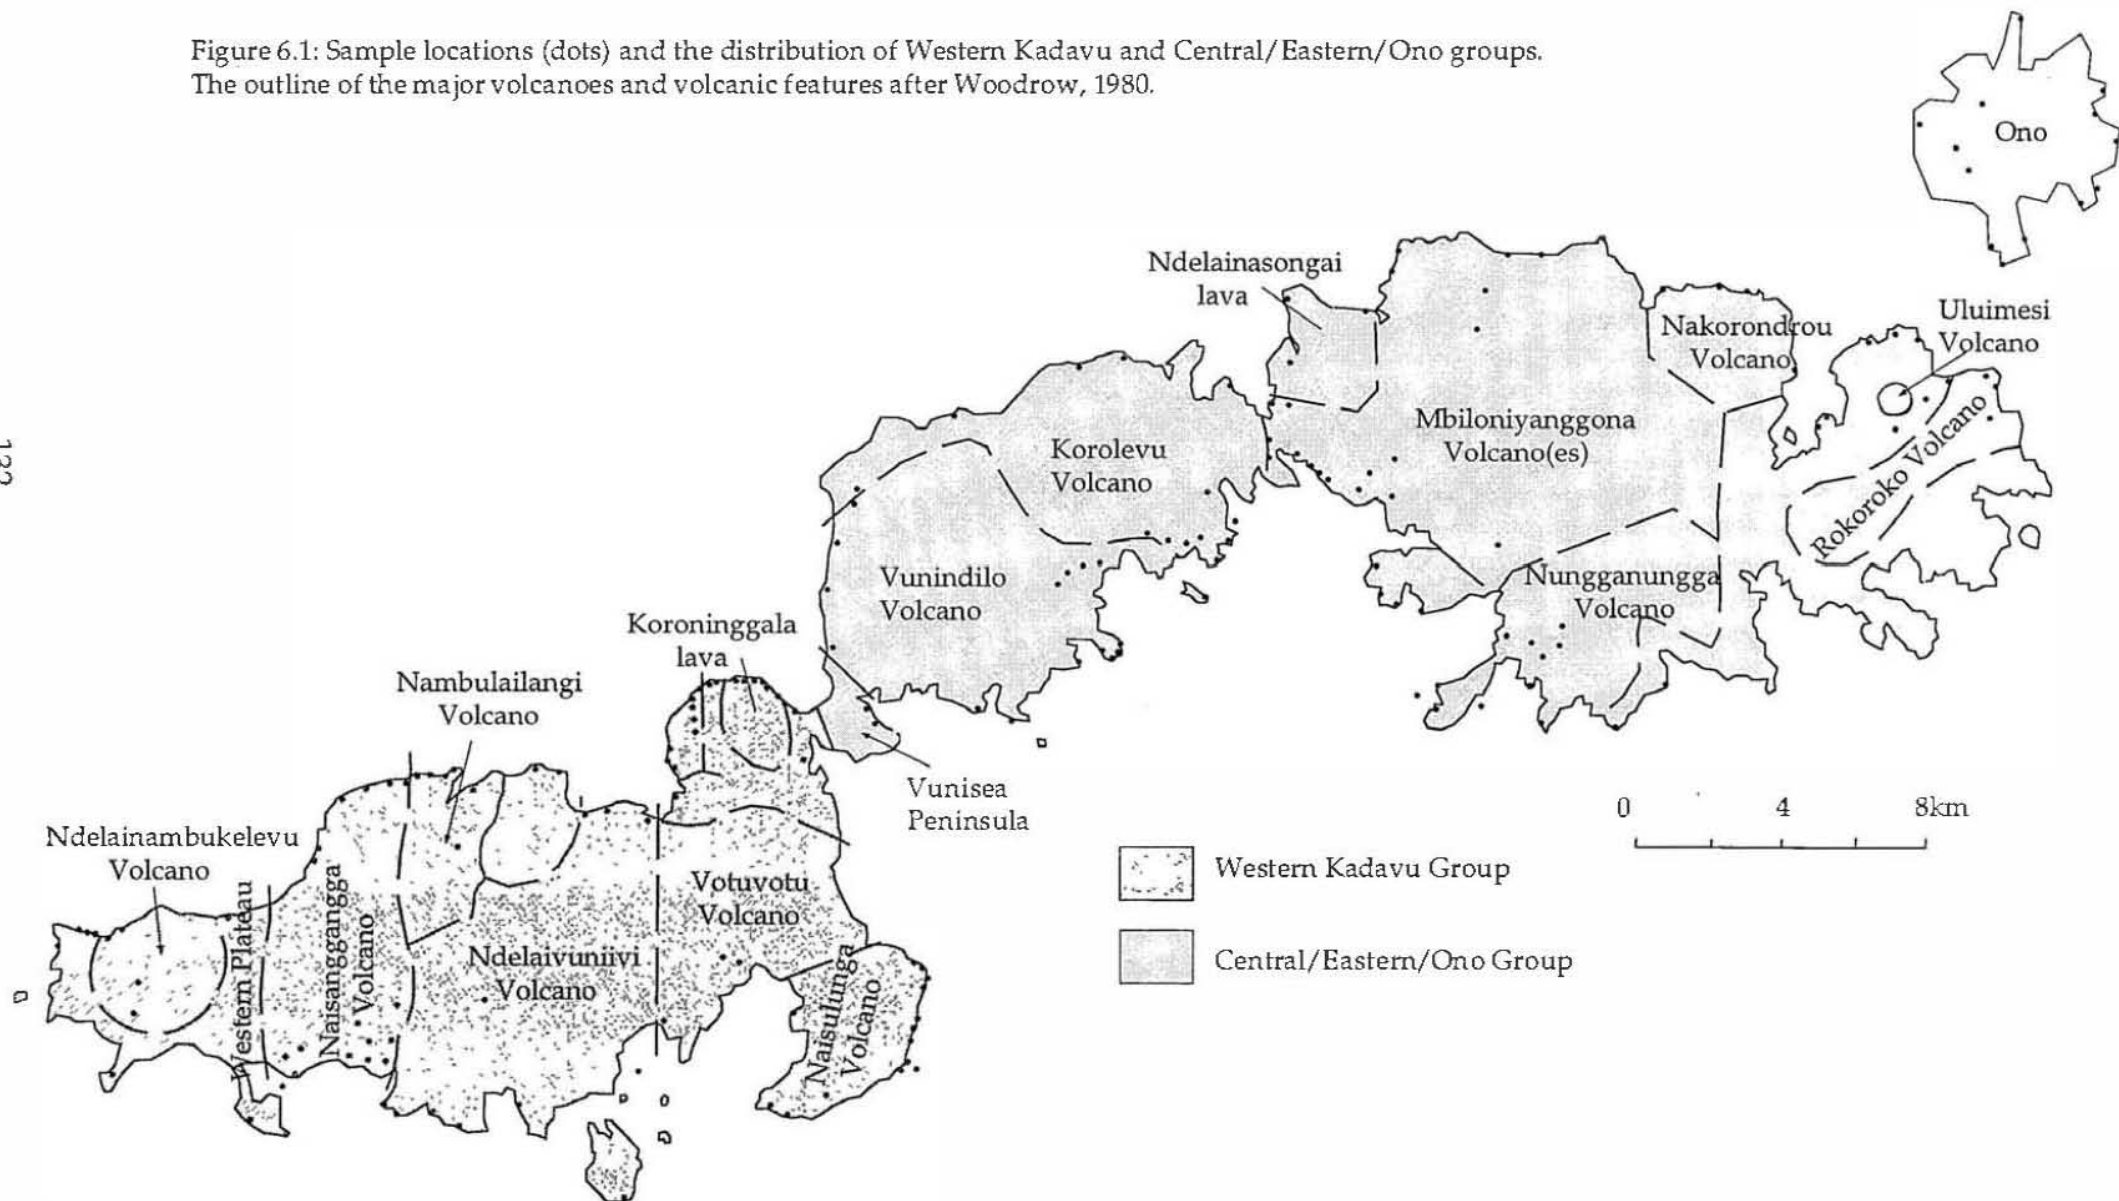 Figure 6.1: Sample locations (dots) and the distribution of Western Kadavu and Central/Eastern/Ono groups.
The outline of the major volcanoes and volcanic features after Woodrow, 1980.
Ono
Ndelainasongai
lava
Uluimesi
Volcano
Nakorondrou
Volcano
Mbiloniyanggona
Volcano(es)
Rokoroko Volcano
Korolevu
Volcano
Vunindilo
Volcano
Nungganungga
Volcano
Koroninggala
lava
Nambulailangi
Volcano
Vunisea
Peninsula
Ndelainambukelevu
Volcano
Western Plateau
Naisanggangga
Volcano
Ndelaivuniivi
Volcano
Votuvotu
Volcano
Naisulunga
Volcano
0 4 8km
Western Kadavu Group
Central/Eastern/Ono Group